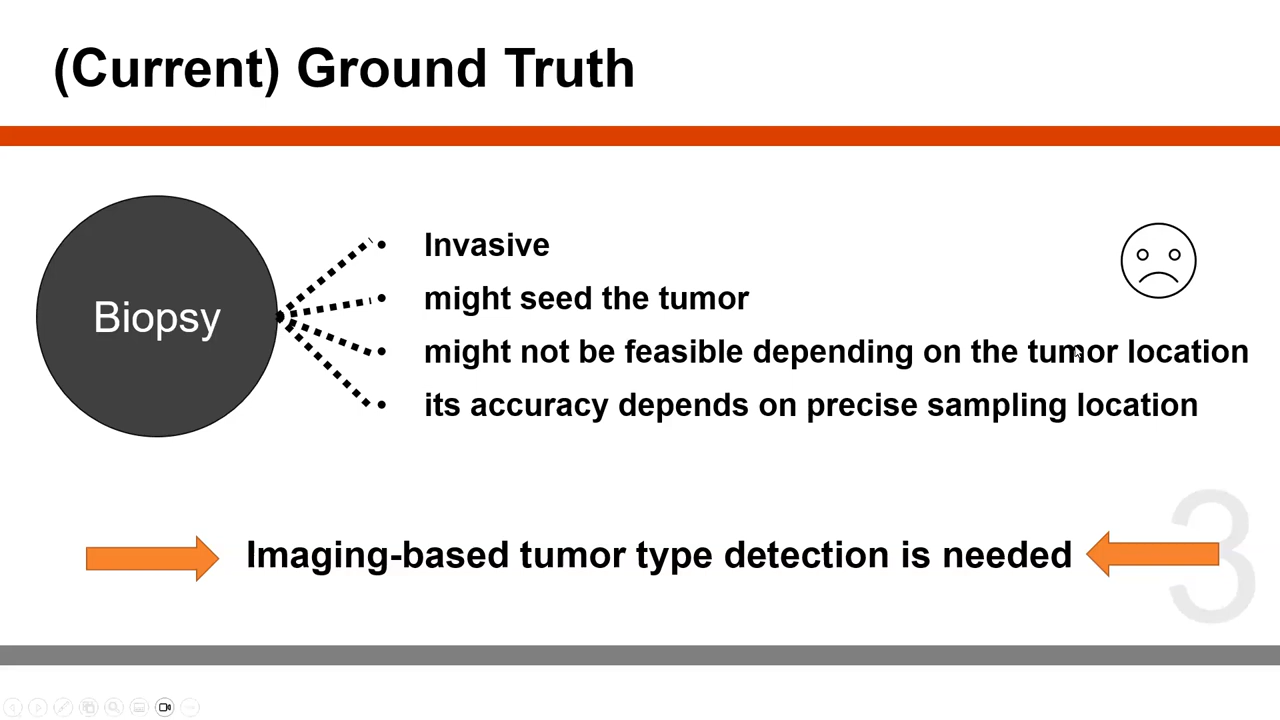 (Current) Ground Truth
Biopsy
• Invasive
• might seed the tumor
• might not be feasible depending on the tumor location
• its accuracy depends on precise sampling location
Imaging-based tumor type detection is needed
3